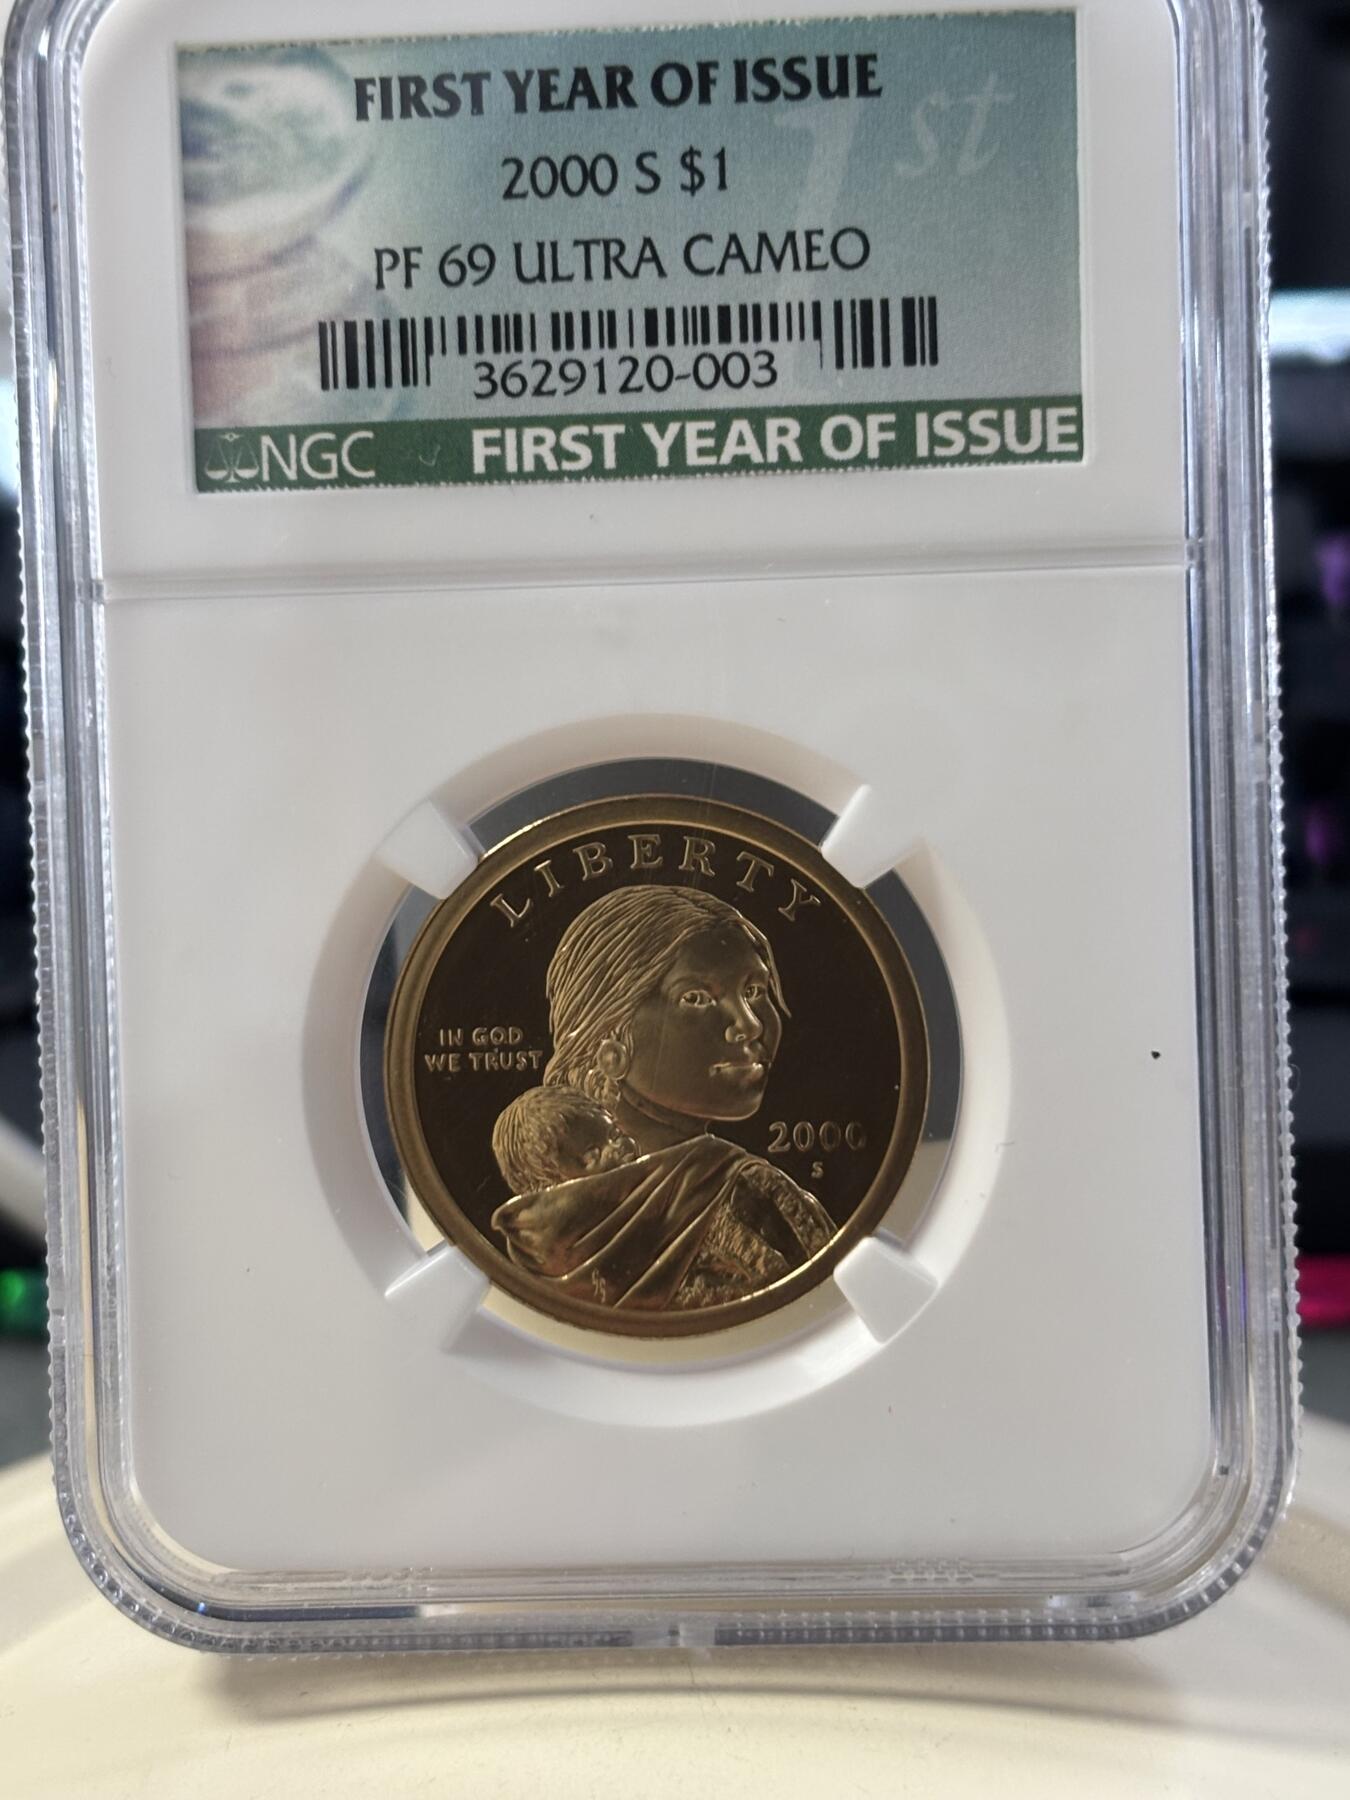 FIRST YEAR OF ISSUE
1st
2000 S $1
PF 69 ULTRA CAMEO
3629120-003
NGC FIRST YEAR OF ISSUE
LIBERTY
IN GOD
WE TRUST
2000
S